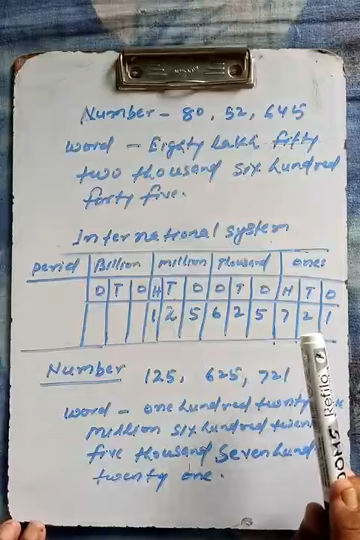 Number - 80, 52, 645
word - Eighty lakh fifty
two thousand six hundred
forty five.
International system
period Billion million thousand ones
O T O H T O O T O H T O
1 2 5 6 2 5 7 2 1
Number 125, 625, 721
word - one hundred twenty
million six hundred
five thousand seven
twenty one.
Refilo